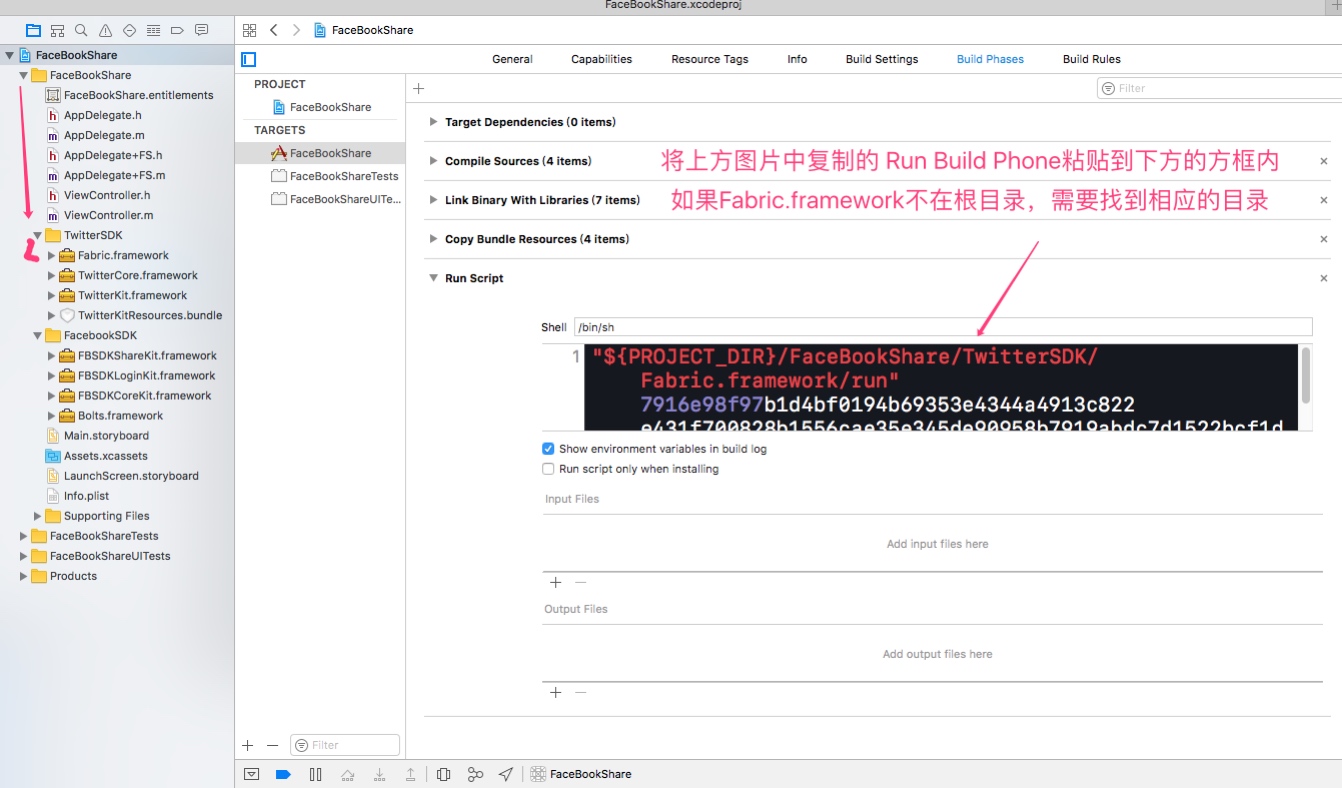 FaceBookShare.xcodeproj
FaceBookShare
General Capabilities Resource Tags Info Build Settings Build Phases Build Rules
FaceBookShare
FaceBookShare
FaceBookShare.entitlements
AppDelegate.h
AppDelegate.m
AppDelegate+FS.h
AppDelegate+FS.m
ViewController.h
ViewController.m
TwitterSDK
Fabric.framework
TwitterCore.framework
TwitterKit.framework
TwitterKitResources.bundle
FacebookSDK
FBSDKShareKit.framework
FBSDKLoginKit.framework
FBSDKCoreKit.framework
Bolts.framework
Main.storyboard
Assets.xcassets
LaunchScreen.storyboard
Info.plist
Supporting Files
FaceBookShareTests
FaceBookShareUITests
Products
PROJECT
FaceBookShare
TARGETS
FaceBookShare
FaceBookShareTests
FaceBookShareUITe...
Filter
Filter
Target Dependencies (0 items)
Compile Sources (4 items)
将上方图片中复制的 Run Build Phone粘贴到下方的方框内
Link Binary With Libraries (7 items)
如果Fabric.framework不在根目录，需要找到相应的目录
Copy Bundle Resources (4 items)
Run Script
Shell /bin/sh
1 "${PROJECT_DIR}/FaceBookShare/TwitterSDK/
Fabric.framework/run"
7916e98f97b1d4bf0194b69353e4344a4913c822
e431f700828b1556cae35e345de90958b7919abdc7d1522bcf1d
Show environment variables in build log
Run script only when installing
Input Files
Add input files here
Output Files
Add output files here
FaceBookShare